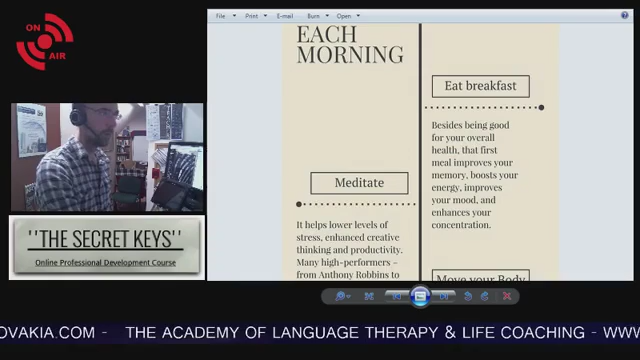 ON
AIR
File
Print
E-mail
Burn
Open
EACH
MORNING
Eat breakfast
Besides being good
for your overall
health, that first
meal improves your
memory, boosts your
energy, improves
your mood, and
enhances your
concentration.
Meditate
It helps lower levels of
stress, enhanced creative
thinking and productivity.
Many high-performers –
from Anthony Robbins to
Move your Body
"THE SECRET KEYS"
Online Professional Development Course
OVAKIA.COM - THE ACADEMY OF LANGUAGE THERAPY & LIFE COACHING - WWW